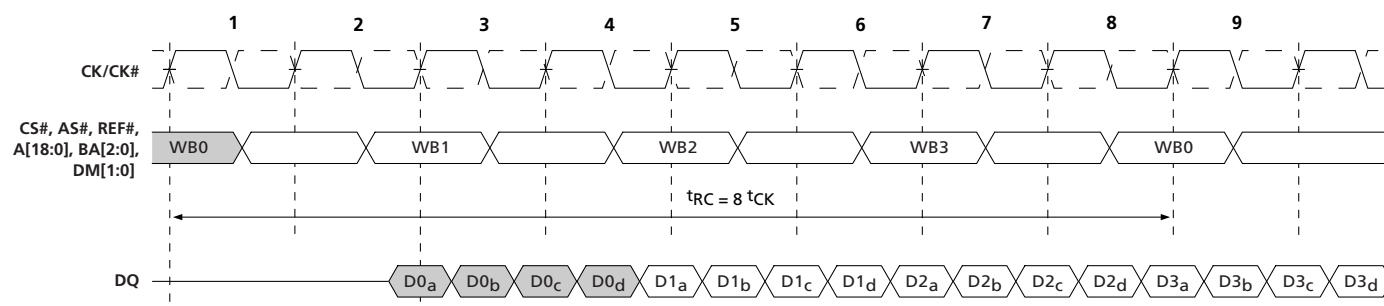 1 2 3 4 5 6 7 8 9
CK/CK#
CS#, AS#, REF#,
A[18:0], BA[2:0],
DM[1:0]
WB0 WB1 WB2 WB3 WB0
tRC = 8 tCK
DQ
D0a D0b D0c D0d D1a D1b D1c D1d D2a D2b D2c D2d D3a D3b D3c D3d